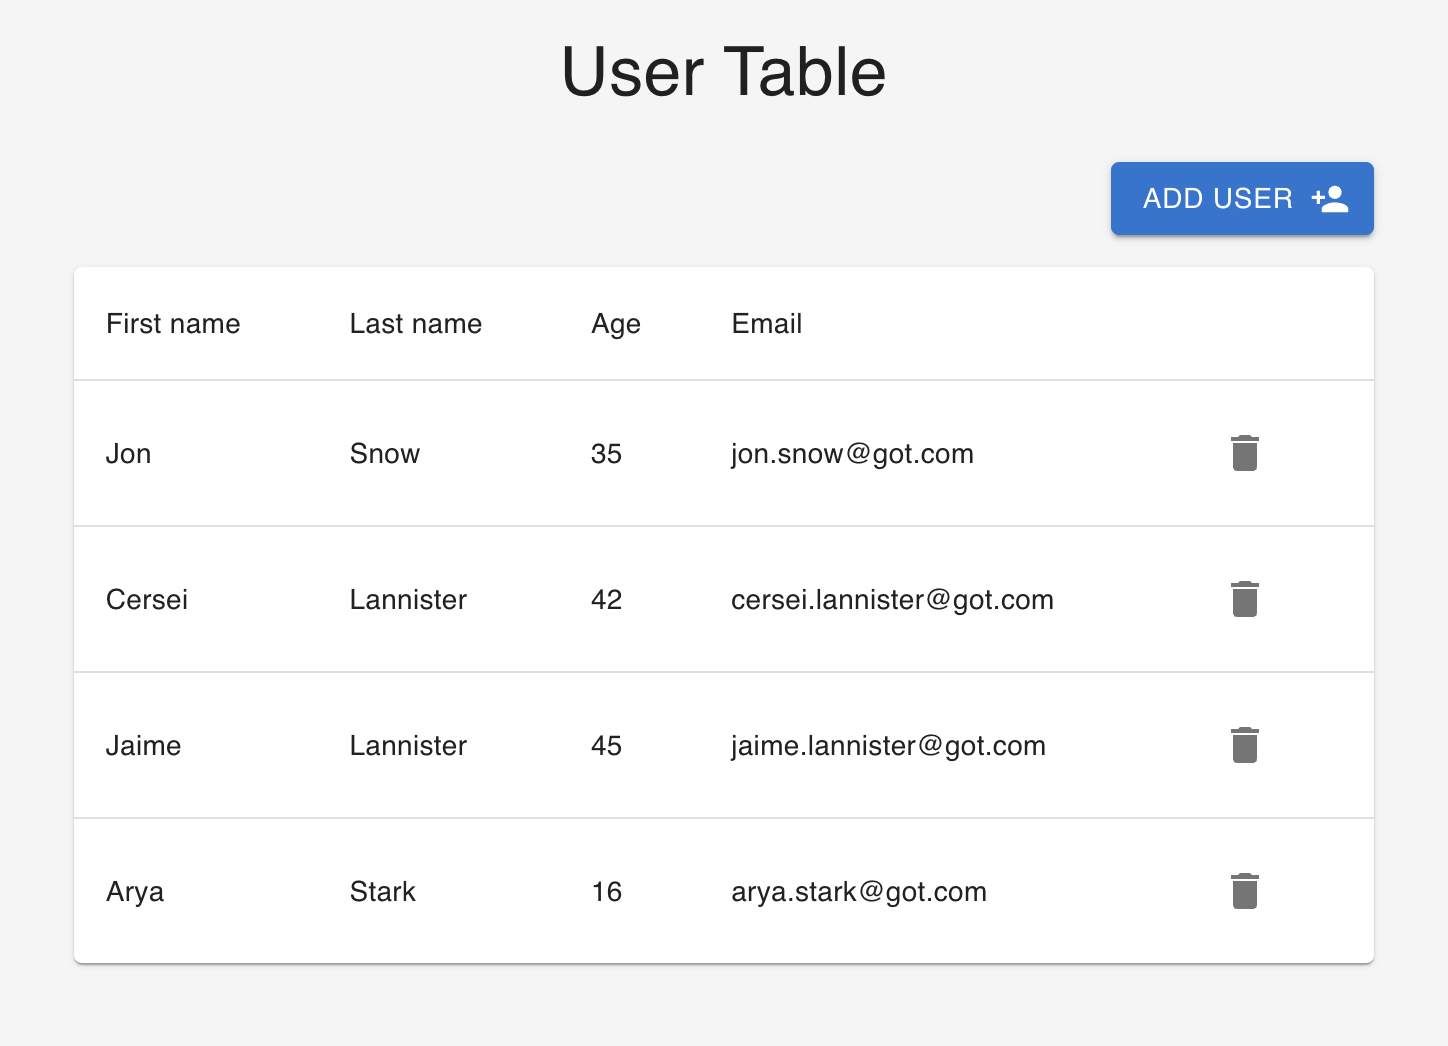 User Table
ADD USER
First name Last name Age Email
Jon Snow 35 jon.snow@got.com
Cersei Lannister 42 cersei.lannister@got.com
Jaime Lannister 45 jaime.lannister@got.com
Arya Stark 16 arya.stark@got.com